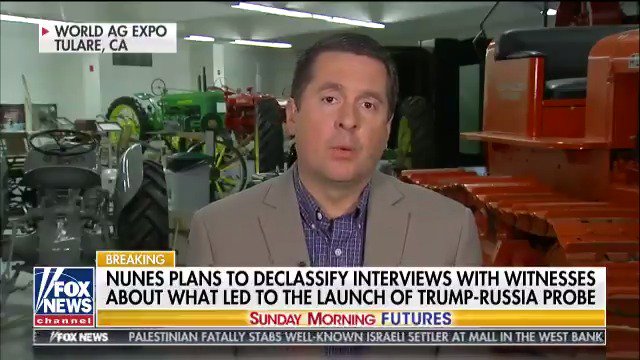 WORLD AG EXPO
TULARE, CA
BREAKING
NUNES PLANS TO DECLASSIFY INTERVIEWS WITH WITNESSES
ABOUT WHAT LED TO THE LAUNCH OF TRUMP-RUSSIA PROBE
FOX
NEWS
channel
SUNDAY MORNING FUTURES
FOX NEWS PALESTINIAN FATALLY STABS WELL-KNOWN ISRAELI SETTLER AT MALL IN THE WEST BANK